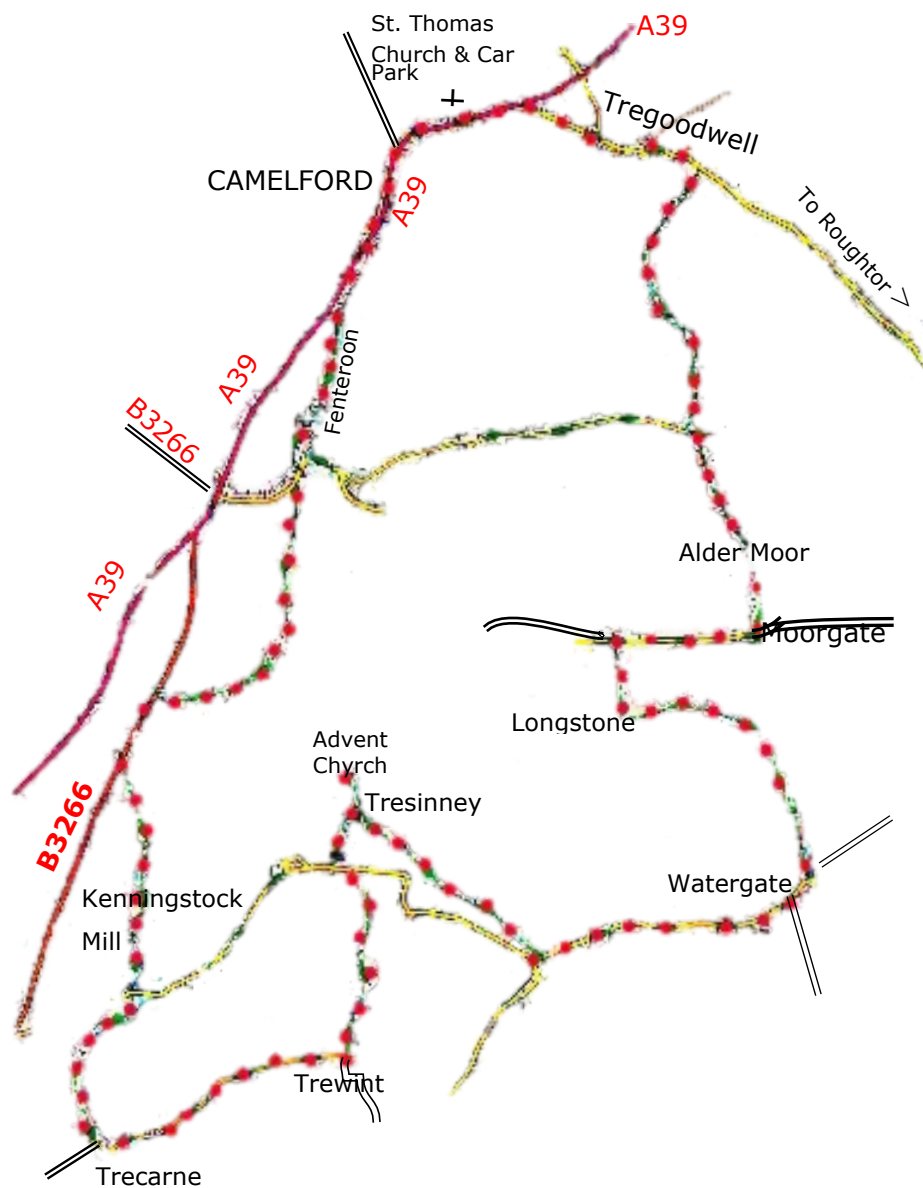 St. Thomas
Church & Car
Park
A39
Tregoodwell
CAMELFORD
A39
To Roughtor >
Fenteroon
A39
B3266
A39
Alder Moor
Moorgate
Longstone
Advent
Chyrch
Tresinney
B3266
Watergate
Kenningstock
Mill
Trewint
Trecarne